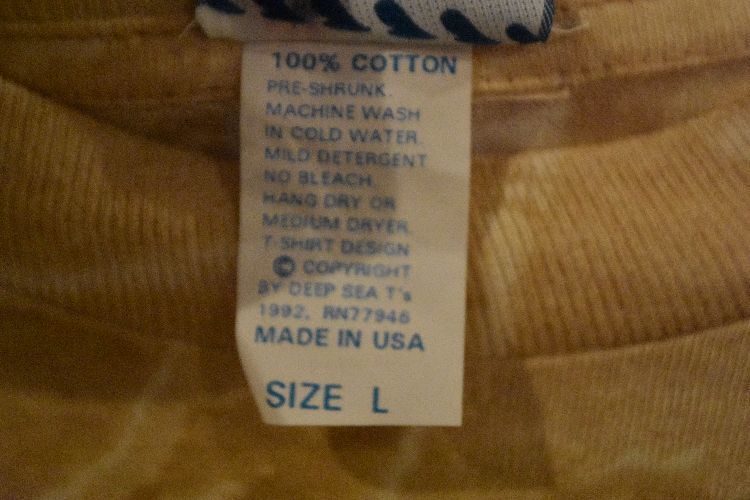 100% COTTON
PRE-SHRUNK.
MACHINE WASH
IN COLD WATER.
MILD DETERGENT
NO BLEACH.
HANG DRY OR
MEDIUM DRYER.
T-SHIRT DESIGN
© COPYRIGHT
BY DEEP SEA T's
1992, RN77946
MADE IN USA
SIZE L